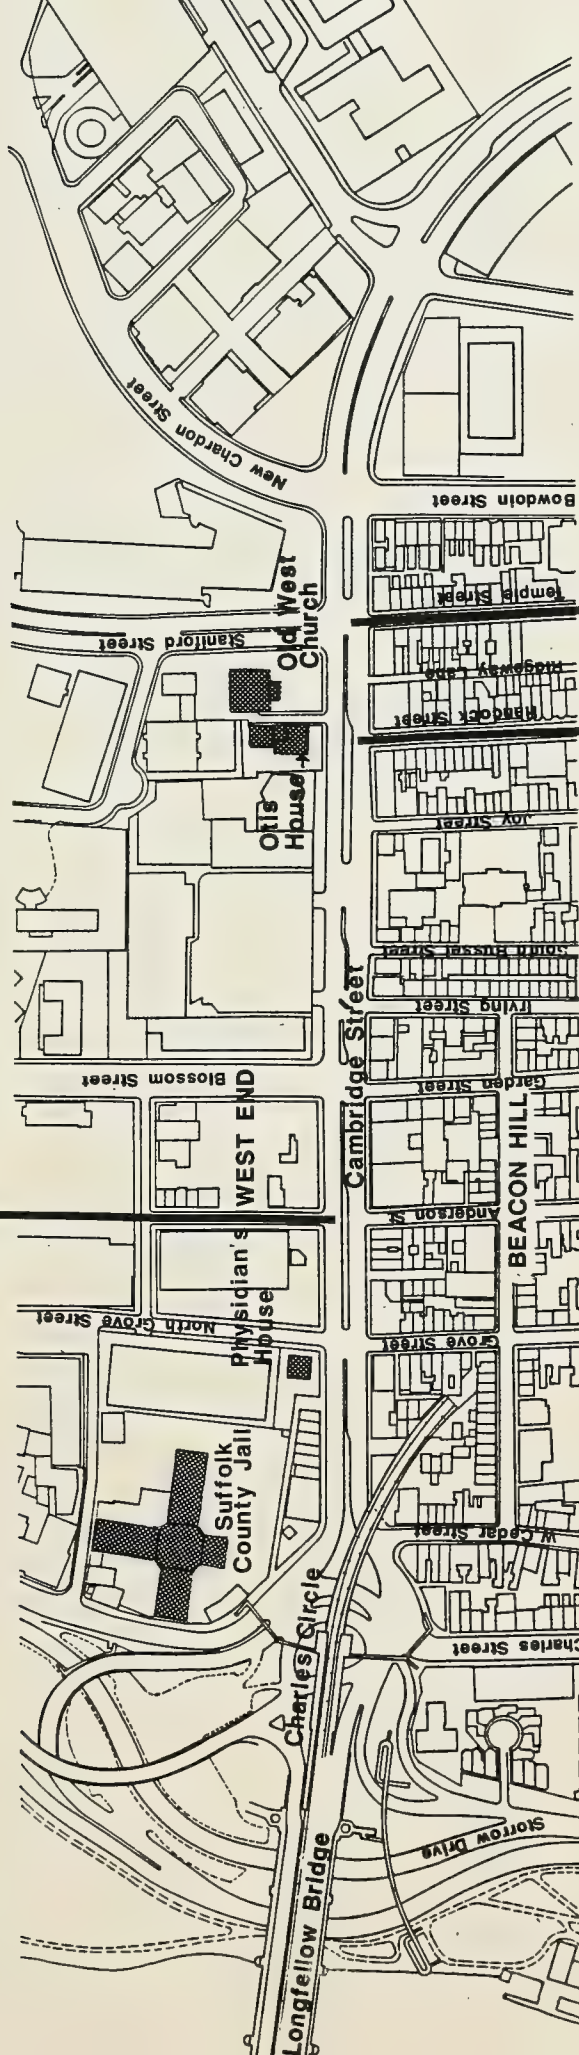 New Chardon Street
Bowdoin Street
Temple Street
Staniford Street
Old West
Church
Ridgeway Lane
Hancock Street
Otis
House
Joy Street
South Russel Street
Irving Street
Cambridge Street
Blossom Street
Garden Street
WEST END
BEACON HILL
Anderson St
Physidian's
House
North Grove Street
Grove Street
Suffolk
County Jail
W. Cedar Street
Charles Circle
Charles Street
Storrow Drive
Longfellow Bridge